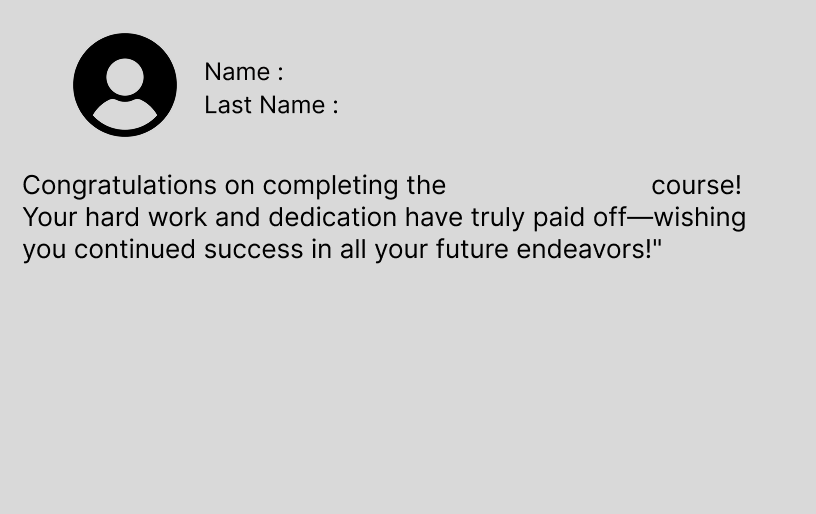 Name :
Last Name :
Congratulations on completing the course!
Your hard work and dedication have truly paid off—wishing
you continued success in all your future endeavors!"